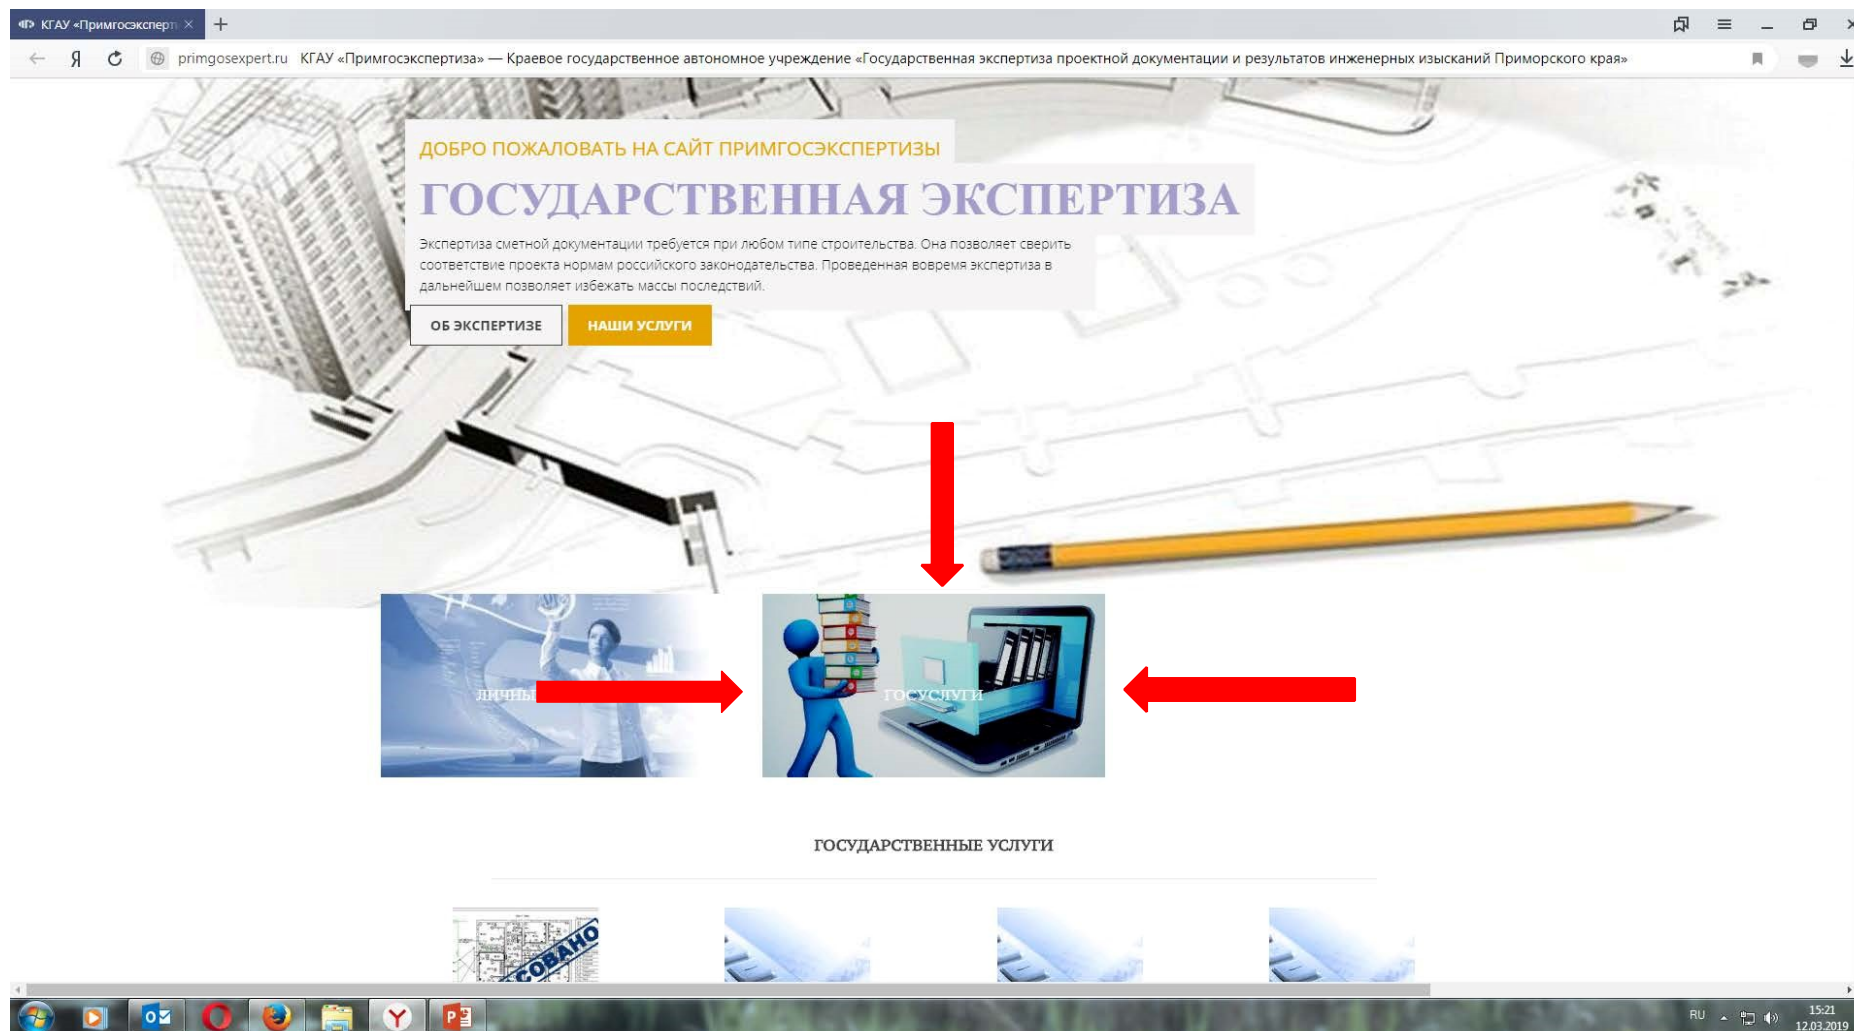 КГАУ «Примгосэксперт
primgosexpert.ru КГАУ «Примгосэкспертиза» — Краевое государственное автономное учреждение «Государственная экспертиза проектной документации и результатов инженерных изысканий Приморского края»
ДОБРО ПОЖАЛОВАТЬ НА САЙТ ПРИМГОСЭКСПЕРТИЗЫ
ГОСУДАРСТВЕННАЯ ЭКСПЕРТИЗА
Экспертиза сметной документации требуется при любом типе строительства. Она позволяет сверить
соответствие проекта нормам российского законодательства. Проведенная вовремя экспертиза в
дальнейшем позволяет избежать массы последствий.
ОБ ЭКСПЕРТИЗЕ НАШИ УСЛУГИ
ЛИЧНЫ
ГОСУСЛУГИ
ГОСУДАРСТВЕННЫЕ УСЛУГИ
СОВАНО
RU
15:21
12.03.2019